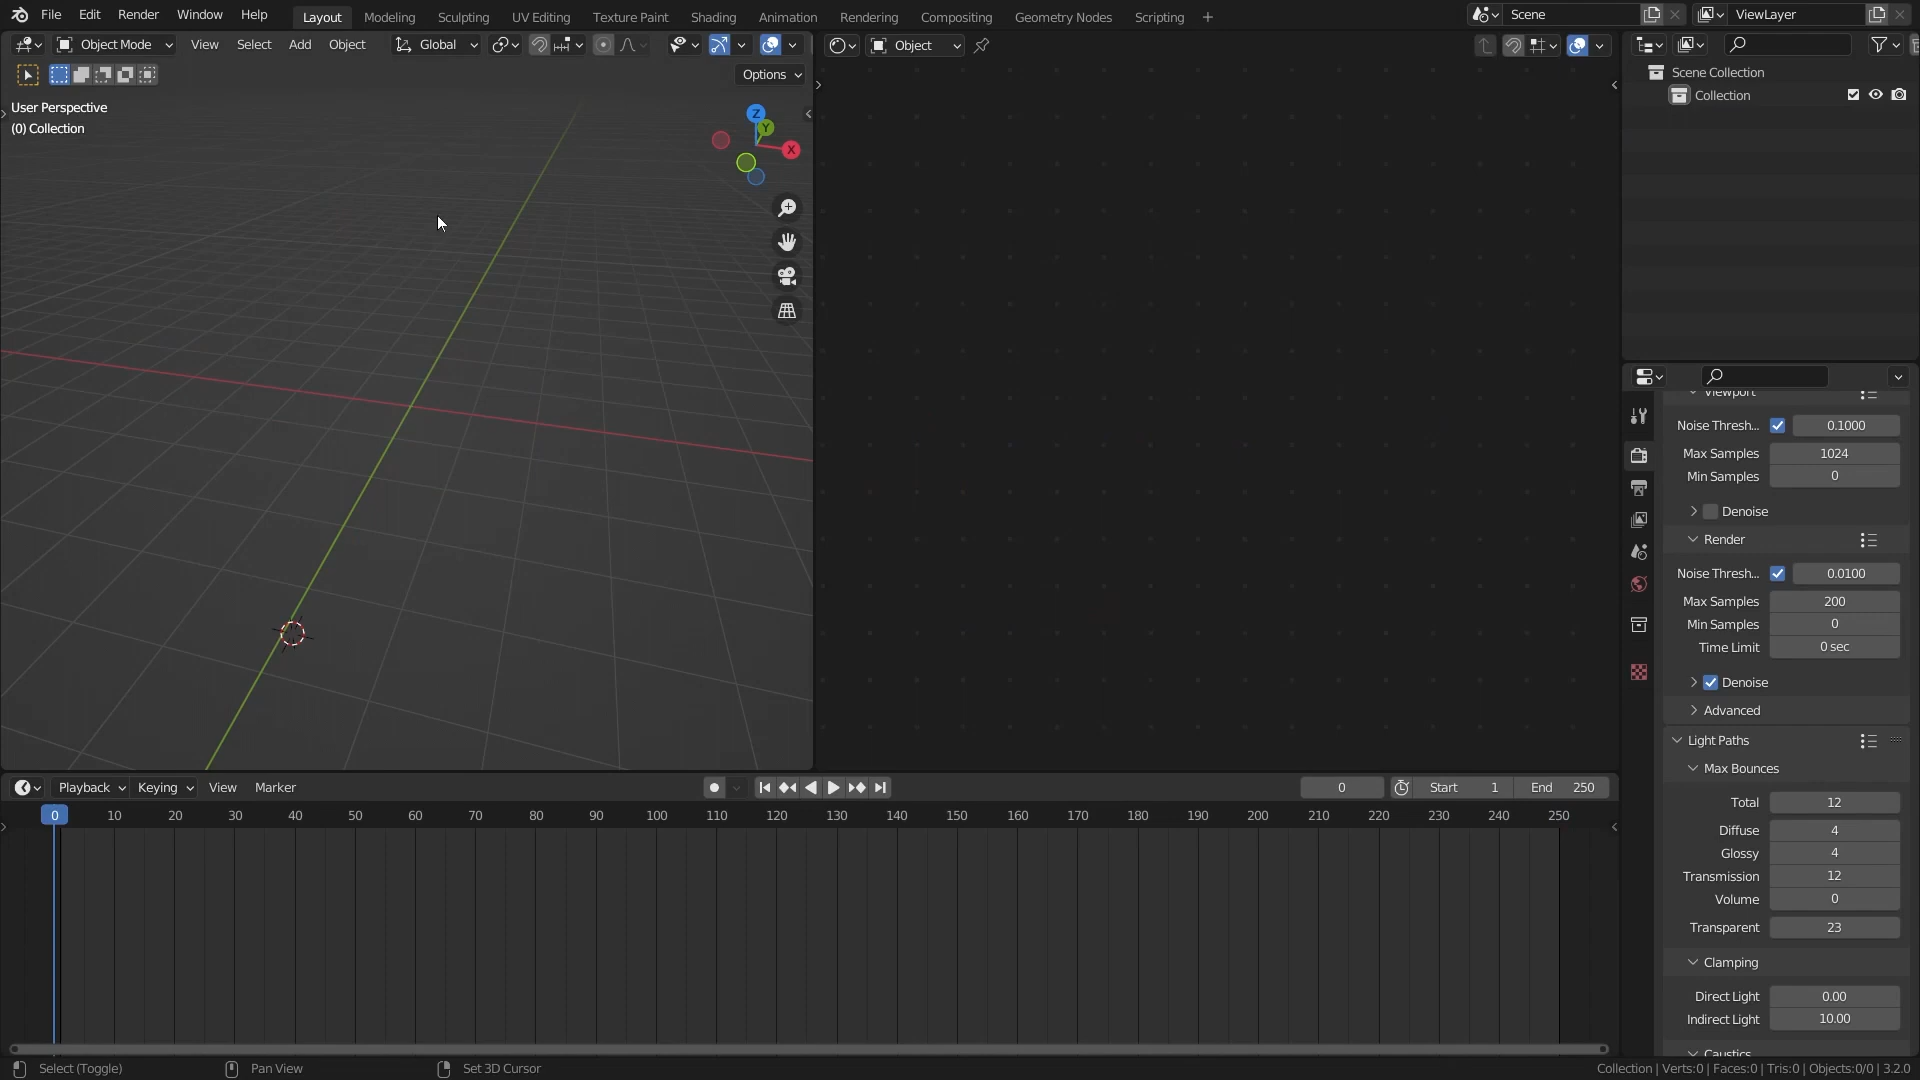 File Edit Render Window Help Layout Modeling Sculpting UV Editing Texture Paint Shading Animation Rendering Compositing Geometry Nodes Scripting + Scene ViewLayer
Object Mode View Select Add Object Global Object
Options
User Perspective
(0) Collection
Z
Y
X
Scene Collection
Collection
Viewport
Noise Thresh... 0.1000
Max Samples 1024
Min Samples 0
Denoise
Render
Noise Thresh... 0.0100
Max Samples 200
Min Samples 0
Time Limit 0 sec
Denoise
Advanced
Light Paths
Max Bounces
Total 12
Diffuse 4
Glossy 4
Transmission 12
Volume 0
Transparent 23
Clamping
Direct Light 0.00
Indirect Light 10.00
Caustics
Playback Keying View Marker 0 Start 1 End 250
0 10 20 30 40 50 60 70 80 90 100 110 120 130 140 150 160 170 180 190 200 210 220 230 240 250
Select (Toggle) Pan View Set 3D Cursor Collection | Verts:0 | Faces:0 | Tris:0 | Objects:0/0 | 3.2.0